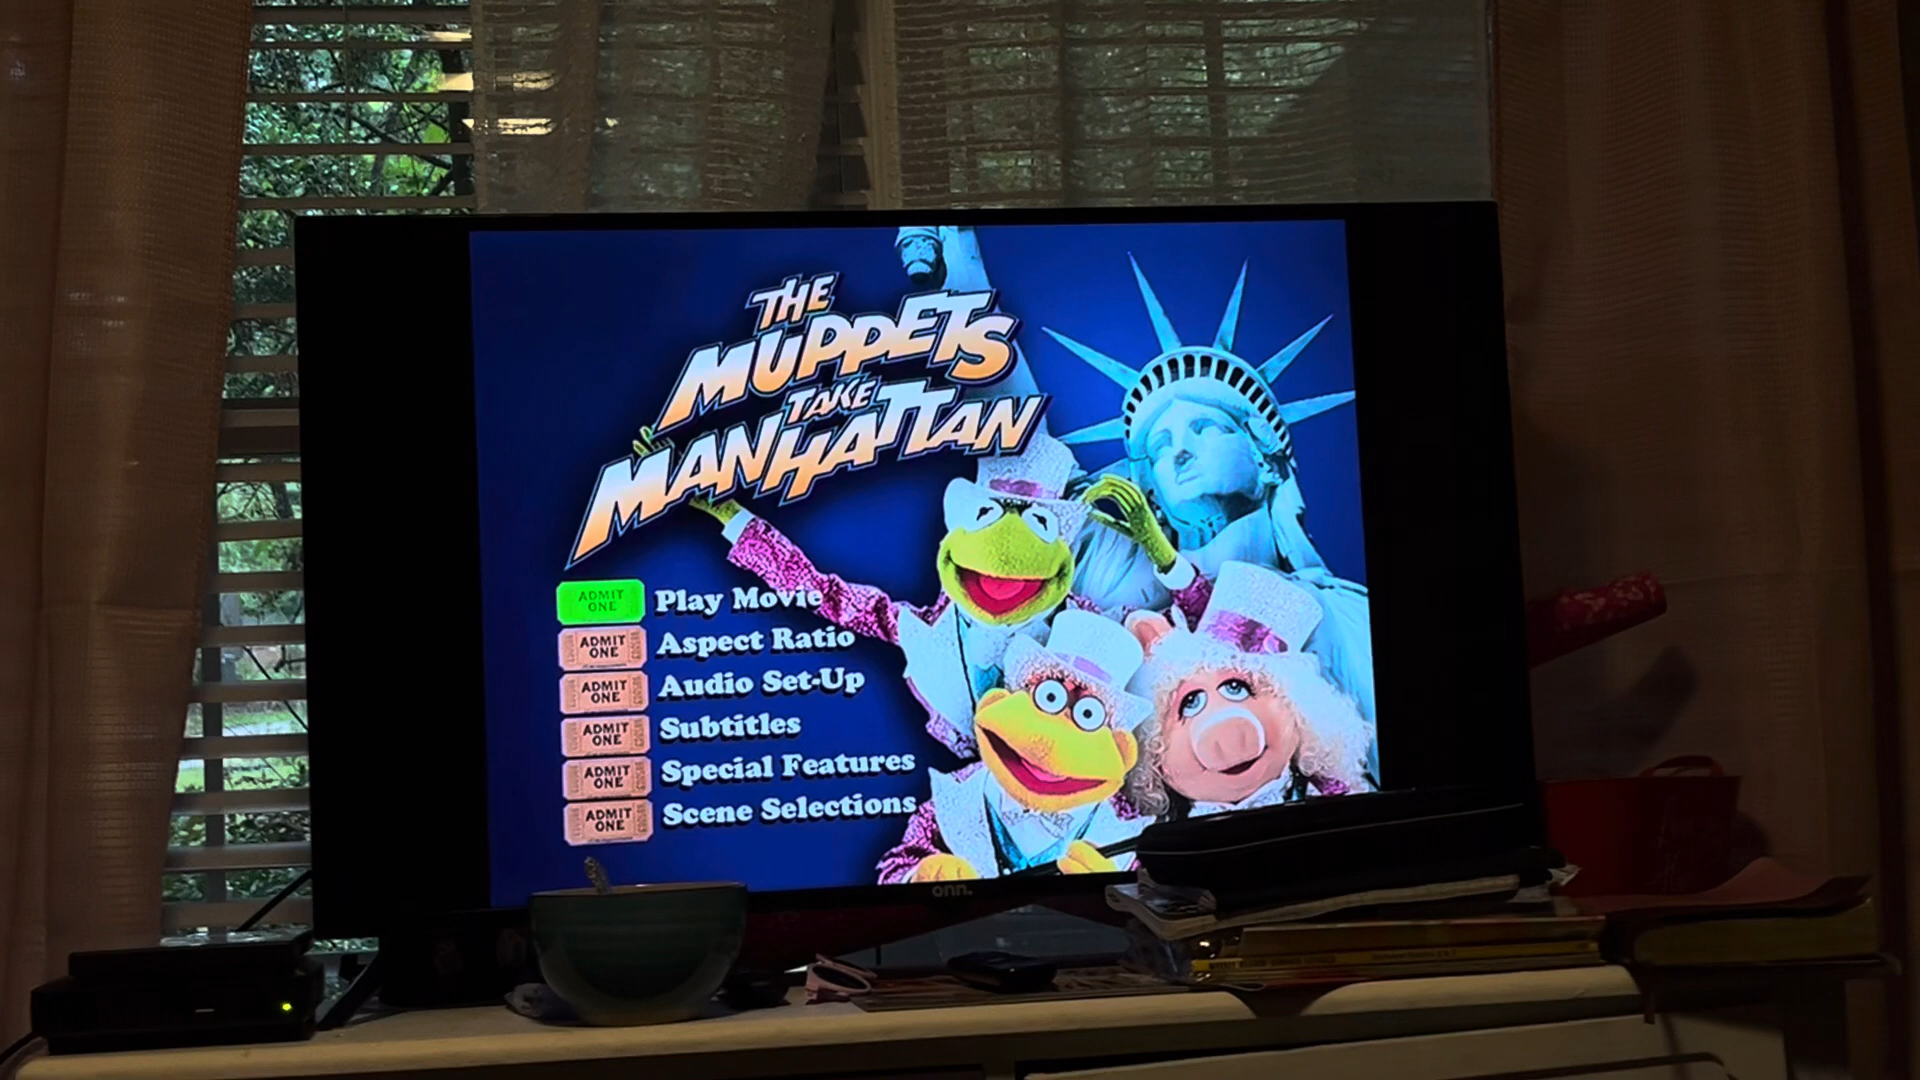 THE
MUPPETS
TAKE
MANHATTAN
ADMIT ONE Play Movie
ADMIT ONE Aspect Ratio
ADMIT ONE Audio Set-Up
ADMIT ONE Subtitles
ADMIT ONE Special Features
ADMIT ONE Scene Selections
onn.